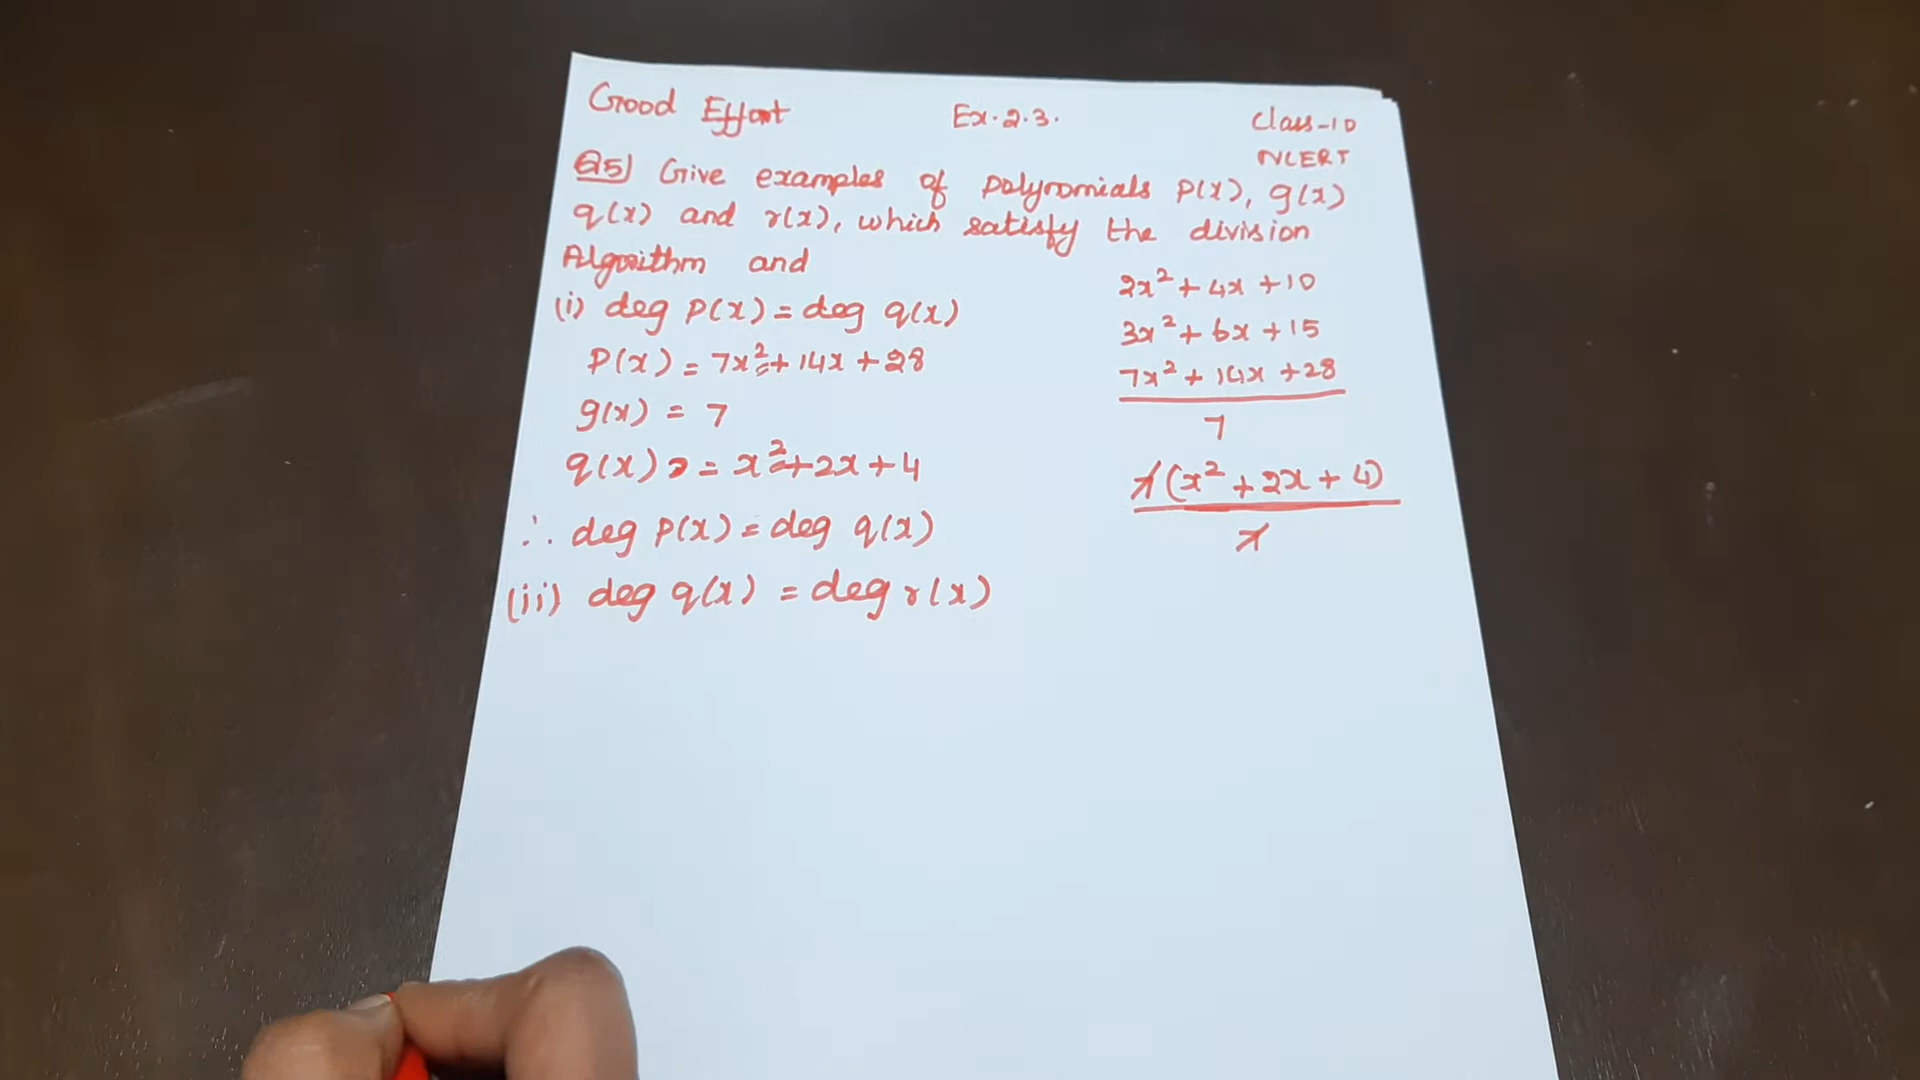 Good Effort Ex.2.3. Class-10
NCERT
Q5) Give examples of polynomials P(x), g(x)
q(x) and r(x), which satisfy the division
Algorithm and
(i) deg P(x) = deg q(x)
P(x) = 7x²+ 14x + 28
g(x) = 7
q(x) = x²+2x+4
∴ deg P(x) = deg q(x)
(ii) deg q(x) = deg r(x)
2x² + 4x + 10
3x² + 6x + 15
7x² + 14x + 28
7
7(x² + 2x + 4)
7